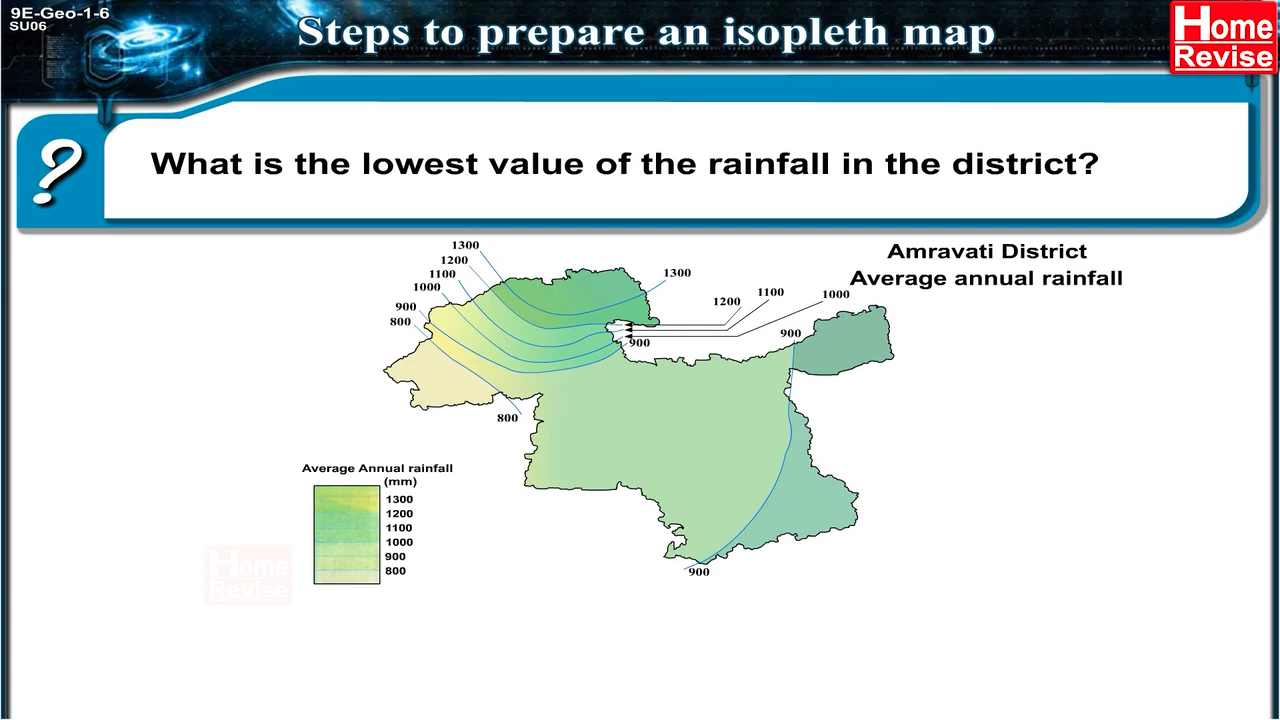 9E-Geo-1-6
SU06
Steps to prepare an isopleth map
Home
Revise
?
What is the lowest value of the rainfall in the district?
Amravati District
Average annual rainfall
1300
1200
1100
1000
900
800
1300
1200
1100
1000
900
900
800
900
Average Annual rainfall
(mm)
1300
1200
1100
1000
900
800
Home
Revise